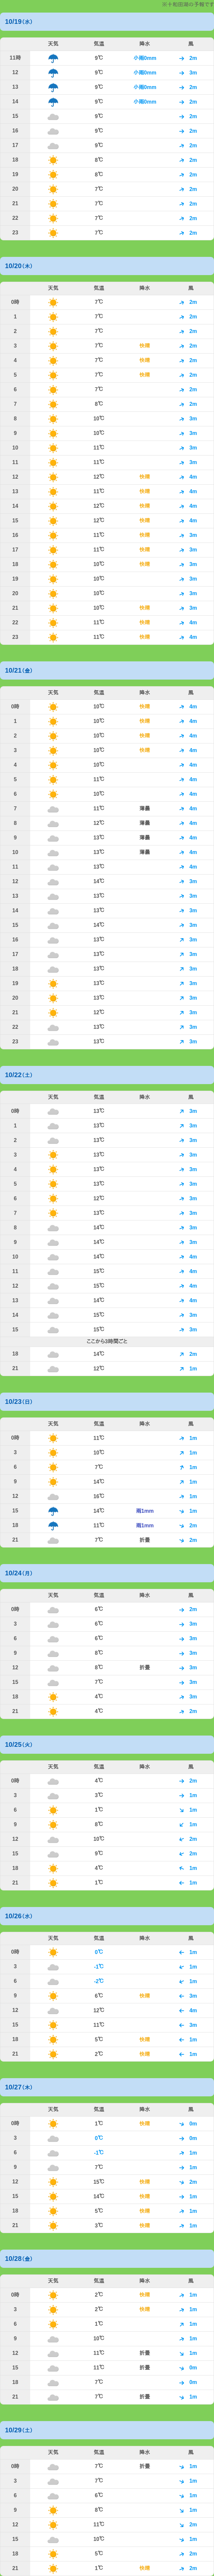 10/19(水)
天気 気温 降水 風
11時 9℃ 小雨0mm 2m
12 9℃ 小雨0mm 3m
13 9℃ 小雨0mm 2m
14 9℃ 小雨0mm 2m
15 9℃ 2m
16 9℃ 2m
17 9℃ 2m
18 8℃ 2m
19 8℃ 2m
20 7℃ 2m
21 7℃ 2m
22 7℃ 2m
23 7℃ 2m
10/20(木)
天気 気温 降水 風
0時 7℃ 2m
1 7℃ 2m
2 7℃ 2m
3 7℃ 快晴 2m
4 7℃ 快晴 2m
5 7℃ 快晴 2m
6 7℃ 2m
7 8℃ 2m
8 10℃ 3m
9 10℃ 3m
10 11℃ 3m
11 11℃ 3m
12 12℃ 快晴 4m
13 11℃ 快晴 4m
14 12℃ 快晴 4m
15 12℃ 快晴 4m
16 11℃ 快晴 3m
17 11℃ 快晴 3m
18 10℃ 快晴 3m
19 10℃ 3m
20 10℃ 3m
21 10℃ 快晴 3m
22 11℃ 快晴 4m
23 11℃ 快晴 4m
10/21(金)
天気 気温 降水 風
0時 10℃ 快晴 4m
1 10℃ 快晴 4m
2 10℃ 快晴 4m
3 10℃ 快晴 4m
4 10℃ 4m
5 11℃ 4m
6 10℃ 4m
7 11℃ 薄曇 4m
8 12℃ 薄曇 4m
9 13℃ 薄曇 4m
10 13℃ 薄曇 4m
11 13℃ 4m
12 14℃ 3m
13 13℃ 3m
14 13℃ 3m
15 14℃ 3m
16 13℃ 3m
17 13℃ 3m
18 13℃ 3m
19 13℃ 3m
20 13℃ 3m
21 12℃ 3m
22 13℃ 3m
23 13℃ 3m
10/22(土)
天気 気温 降水 風
0時 13℃ 3m
1 13℃ 3m
2 13℃ 3m
3 13℃ 3m
4 13℃ 3m
5 13℃ 3m
6 12℃ 3m
7 13℃ 3m
8 14℃ 3m
9 14℃ 3m
10 14℃ 4m
11 15℃ 4m
12 15℃ 4m
13 14℃ 4m
14 15℃ 3m
15 15℃ 3m
ここから3時間ごと
18 14℃ 2m
21 12℃ 1m
10/23(日)
天気 気温 降水 風
0時 11℃ 1m
3 10℃ 1m
6 7℃ 1m
9 14℃ 1m
12 16℃ 1m
15 14℃ 雨1mm 1m
18 11℃ 雨1mm 2m
21 7℃ 折曇 2m
10/24(月)
天気 気温 降水 風
0時 6℃ 2m
3 6℃ 3m
6 6℃ 3m
9 8℃ 3m
12 8℃ 折曇 3m
15 7℃ 3m
18 4℃ 3m
21 4℃ 2m
10/25(火)
天気 気温 降水 風
0時 4℃ 2m
3 3℃ 1m
6 1℃ 1m
9 8℃ 1m
12 10℃ 2m
15 9℃ 2m
18 4℃ 1m
21 1℃ 1m
10/26(水)
天気 気温 降水 風
0時 0℃ 1m
3 -1℃ 1m
6 -2℃ 1m
9 6℃ 快晴 3m
12 12℃ 4m
15 11℃ 3m
18 5℃ 快晴 1m
21 2℃ 快晴 1m
10/27(木)
天気 気温 降水 風
0時 1℃ 快晴 0m
3 0℃ 0m
6 -1℃ 1m
9 7℃ 1m
12 15℃ 快晴 2m
15 14℃ 快晴 1m
18 5℃ 快晴 1m
21 3℃ 快晴 1m
10/28(金)
天気 気温 降水 風
0時 2℃ 快晴 1m
3 2℃ 快晴 1m
6 1℃ 1m
9 10℃ 1m
12 11℃ 折曇 1m
15 11℃ 折曇 0m
18 7℃ 0m
21 7℃ 折曇 1m
10/29(土)
天気 気温 降水 風
0時 7℃ 折曇 1m
3 7℃ 1m
6 6℃ 1m
9 8℃ 1m
12 11℃ 2m
15 10℃ 1m
18 5℃ 2m
21 1℃ 快晴 2m